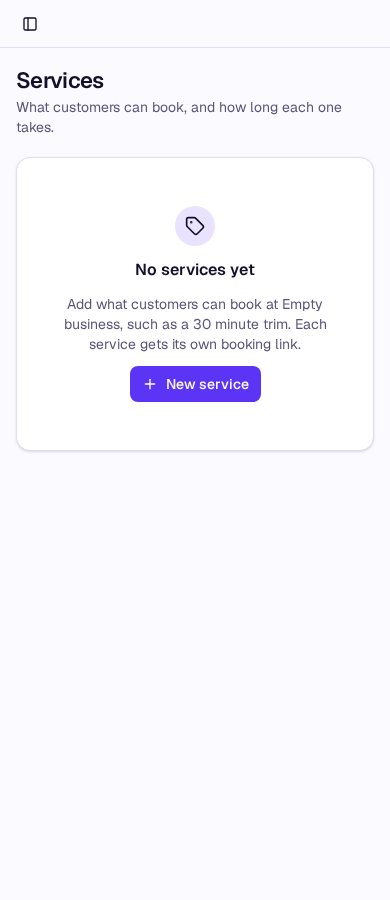 Services
What customers can book, and how long each one
takes.
No services yet
Add what customers can book at Empty
business, such as a 30 minute trim. Each
service gets its own booking link.
New service